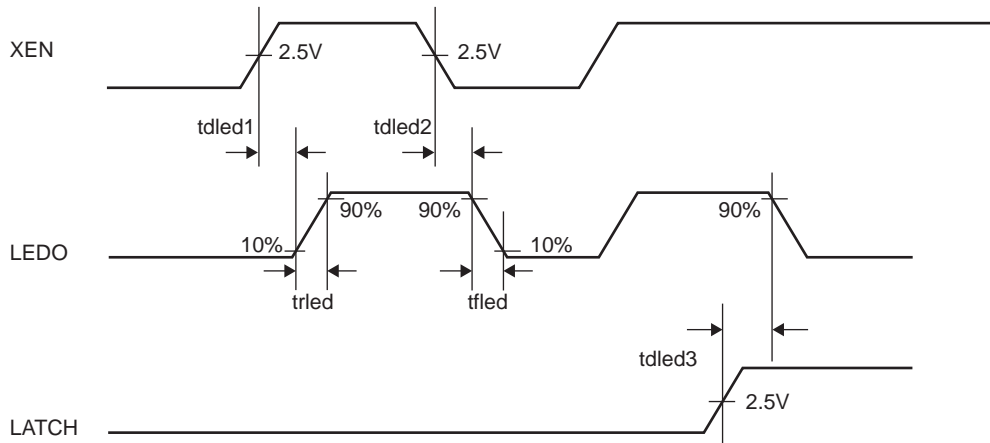 XEN
2.5V 2.5V
tdled1 tdled2
90% 90% 90%
10% 10%
LEDO
trled tfled
tdled3
2.5V
LATCH